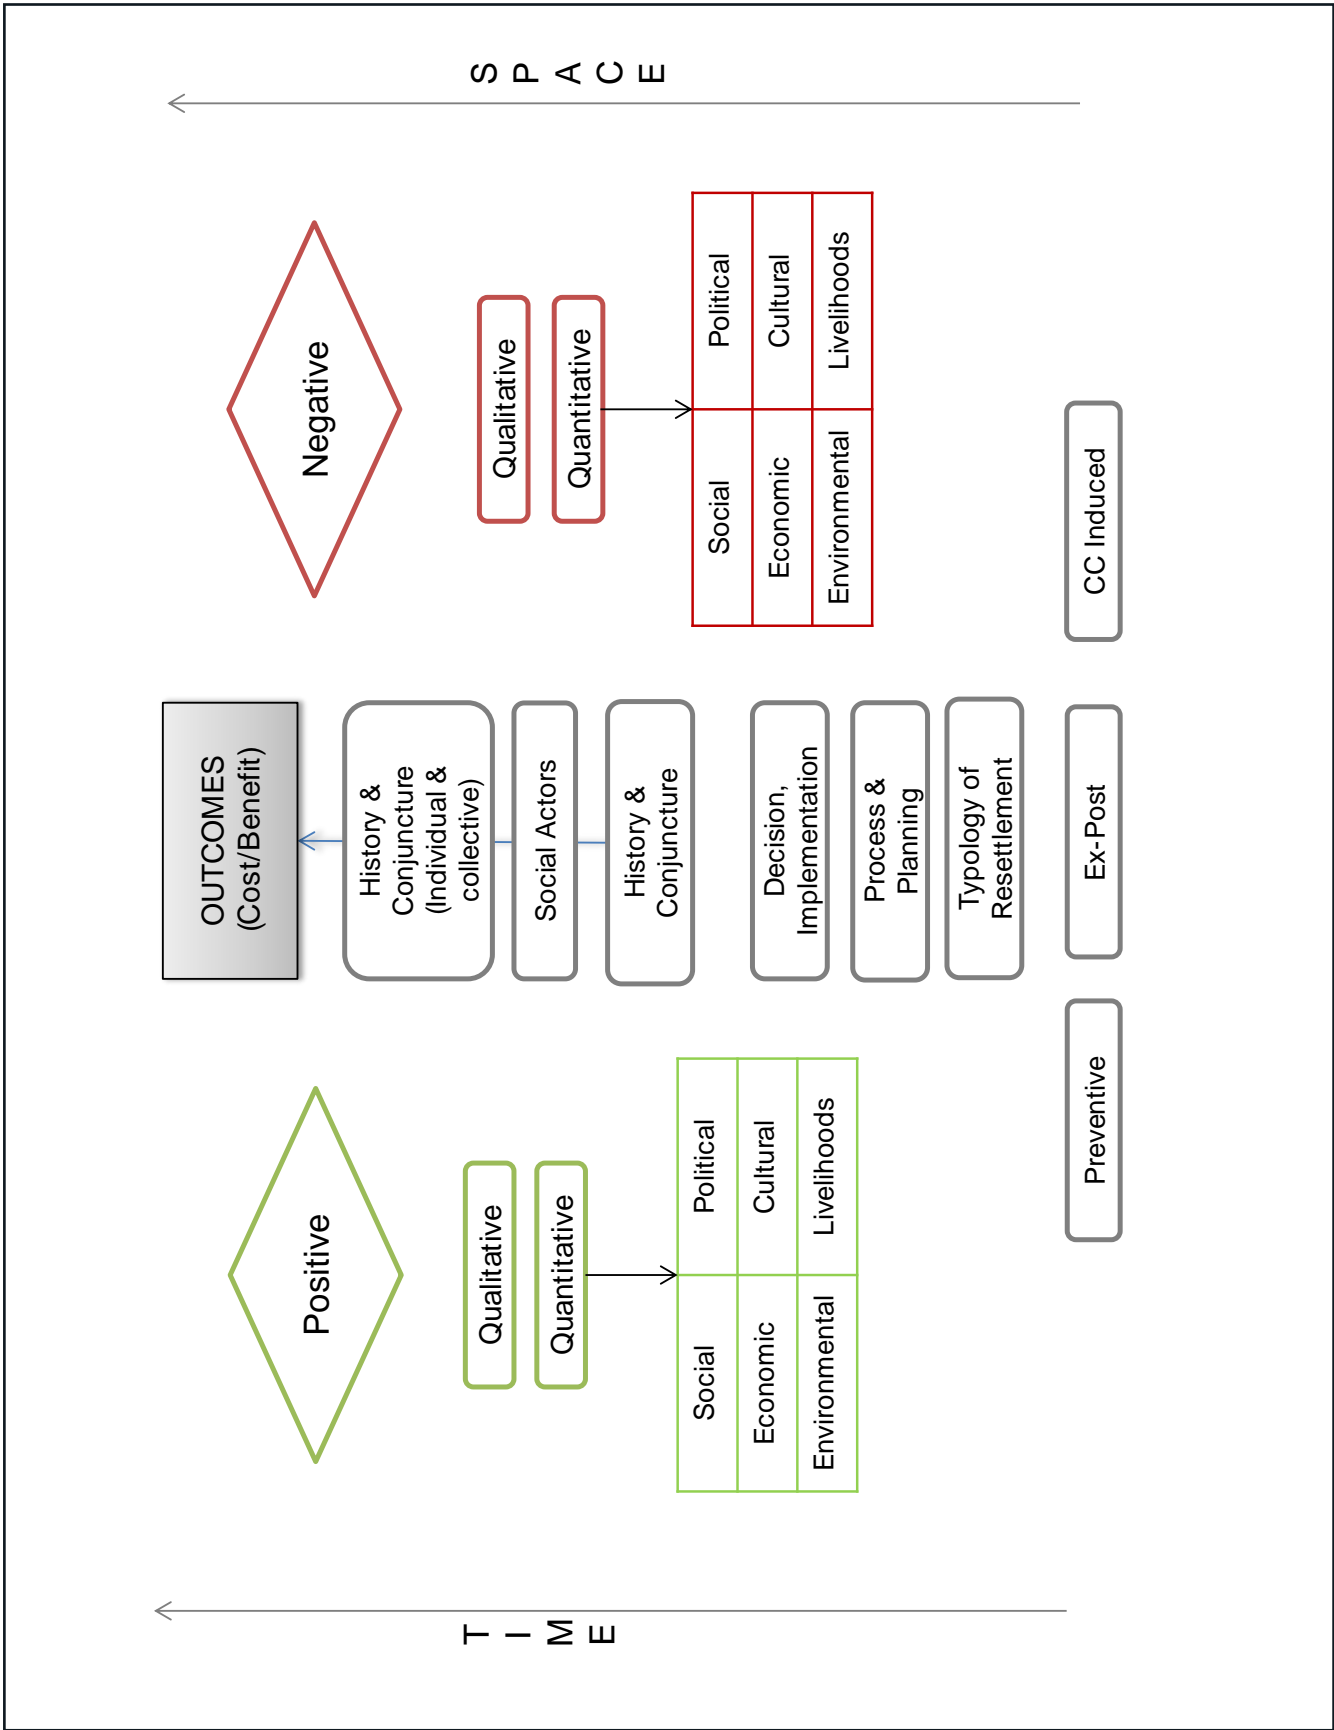 T
I
M
E
Positive
Qualitative
Quantitative
Social
Political
Economic
Cultural
Environmental
Livelihoods
OUTCOMES
(Cost/Benefit)
History &
Conjuncture
(Individual &
collective)
Social Actors
History &
Conjuncture
Decision,
Implementation
Process &
Planning
Typology of
Resettlement
Negative
Qualitative
Quantitative
Social
Political
Economic
Cultural
Environmental
Livelihoods
S
P
A
C
E
Preventive
Ex-Post
CC Induced